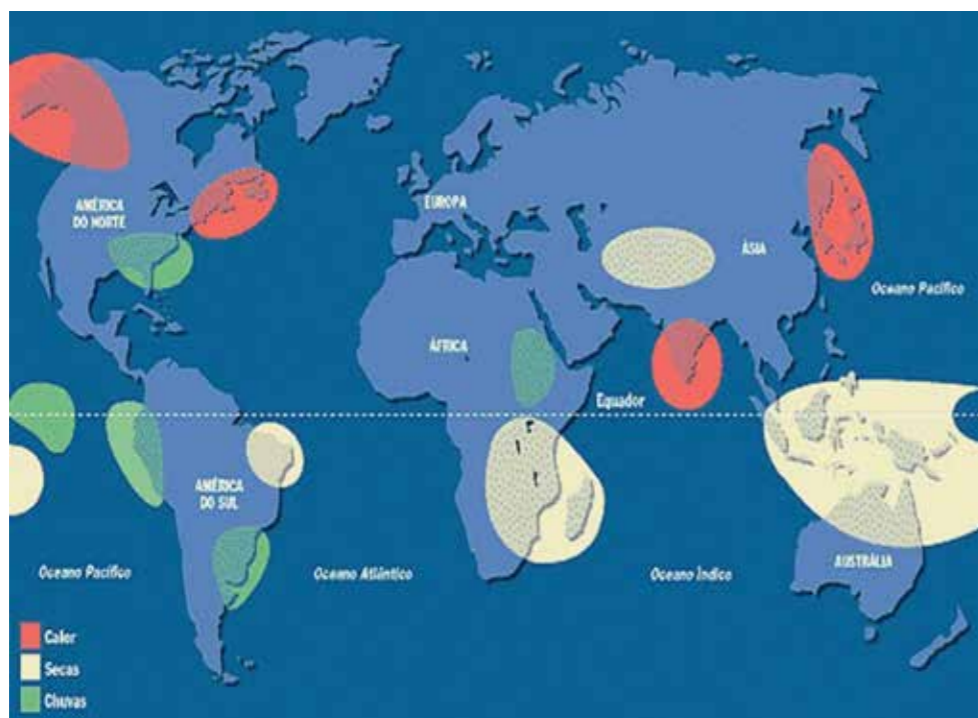 AMÉRICA
DO NORTE
EUROPA
ÁSIA
Oceano Pacífico
ÁFRICA
Equador
AMÉRICA
DO SUL
Oceano Pacífico
Oceano Atlântico
Oceano Índico
AUSTRÁLIA
Calor
Secas
Chuvas